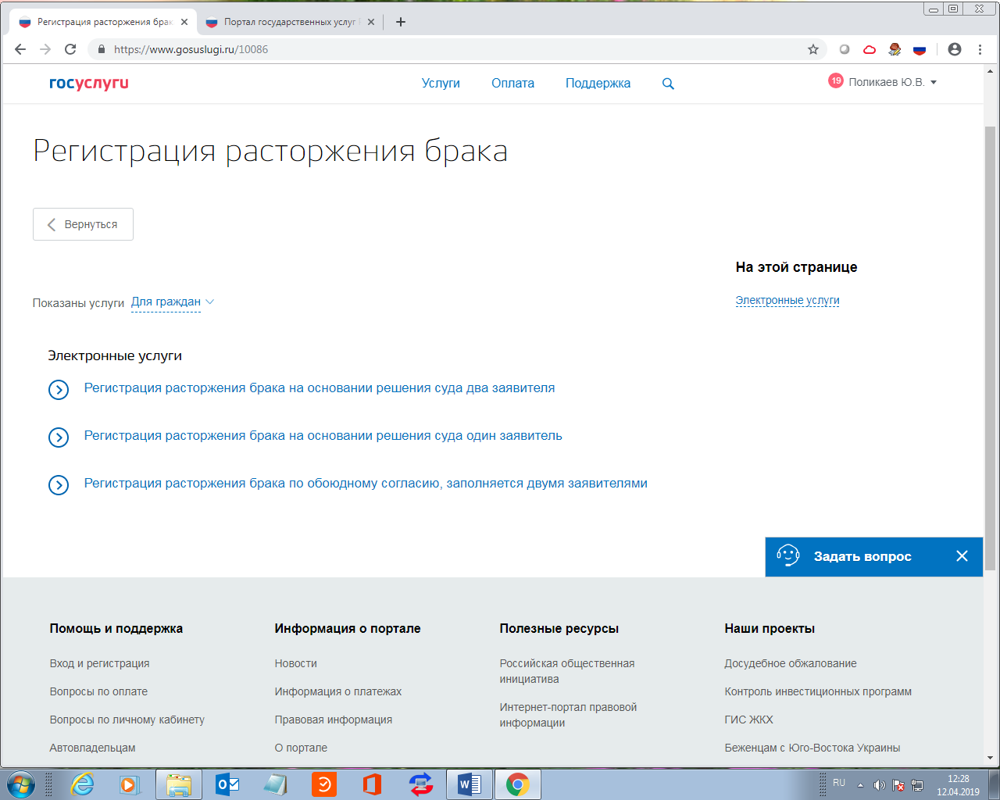 Регистрация расторжения брак
Портал государственных услуг
https://www.gosuslugi.ru/10086
госуслуги
Услуги
Оплата
Поддержка
19
Поликаев Ю.В.
Регистрация расторжения брака
Вернуться
На этой странице
Электронные услуги
Показаны услуги Для граждан
Электронные услуги
Регистрация расторжения брака на основании решения суда два заявителя
Регистрация расторжения брака на основании решения суда один заявитель
Регистрация расторжения брака по обоюдному согласию, заполняется двумя заявителями
Задать вопрос
Помощь и поддержка
Вход и регистрация
Вопросы по оплате
Вопросы по личному кабинету
Автовладельцам
Информация о портале
Новости
Информация о платежах
Правовая информация
О портале
Полезные ресурсы
Российская общественная
инициатива
Интернет-портал правовой
информации
Наши проекты
Досудебное обжалование
Контроль инвестиционных программ
ГИС ЖКХ
Беженцам с Юго-Востока Украины
RU
12:28
12.04.2019